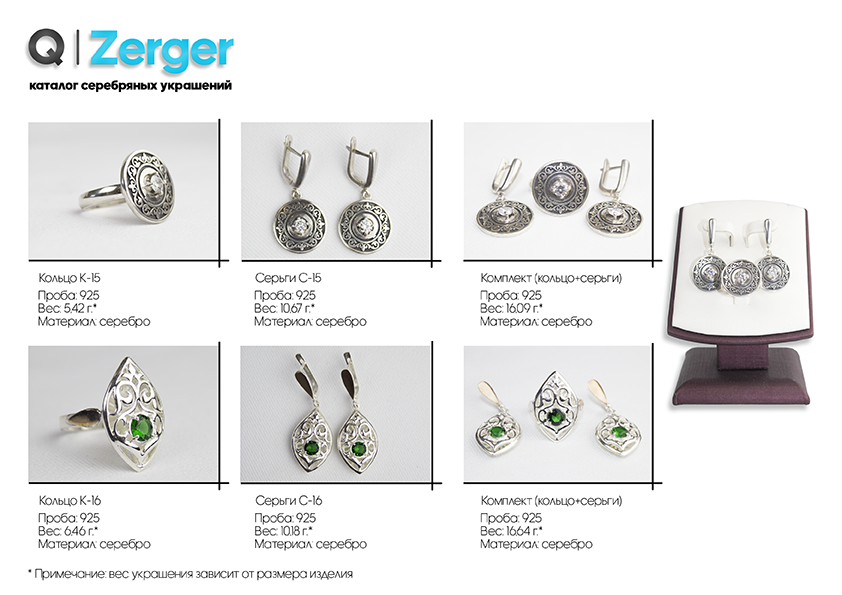 Q | Zerger
каталог серебряных украшений
Кольцо К-15
Проба: 925
Вес: 5,42 г.*
Материал: серебро
Серьги С-15
Проба: 925
Вес: 10,67 г.*
Материал: серебро
Комплект (кольцо+серьги)
Проба: 925
Вес: 16,09 г.*
Материал: серебро
Кольцо К-16
Проба: 925
Вес: 6,46 г.*
Материал: серебро
Серьги С-16
Проба: 925
Вес: 10,18 г.*
Материал: серебро
Комплект (кольцо+серьги)
Проба: 925
Вес: 16,64 г.*
Материал: серебро
* Примечание: вес украшения зависит от размера изделия